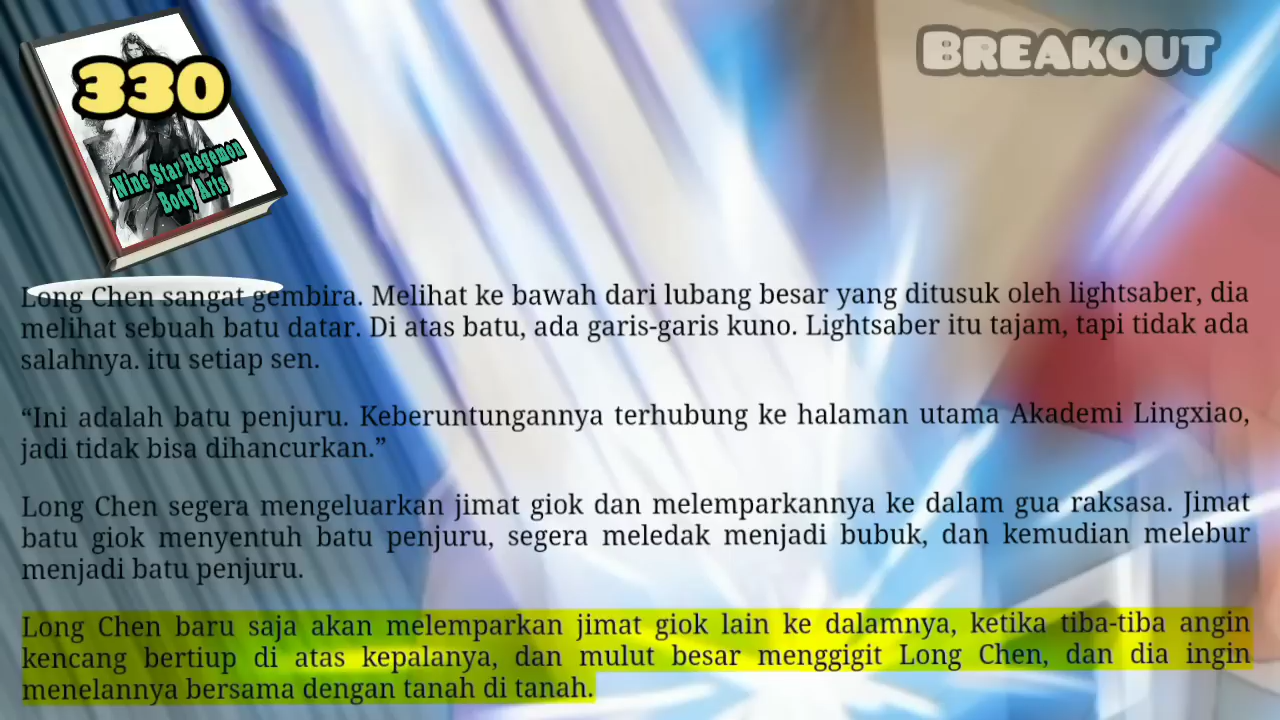 330
BREAKOUT
Nine Star Hegemon
Body Arts
Long Chen sangat gembira. Melihat ke bawah dari lubang besar yang ditusuk oleh lightsaber, dia
melihat sebuah batu datar. Di atas batu, ada garis-garis kuno. Lightsaber itu tajam, tapi tidak ada
salahnya. itu setiap sen.
“Ini adalah batu penjuru. Keberuntungannya terhubung ke halaman utama Akademi Lingxiao,
jadi tidak bisa dihancurkan.”
Long Chen segera mengeluarkan jimat giok dan melemparkannya ke dalam gua raksasa. Jimat
batu giok menyentuh batu penjuru, segera meledak menjadi bubuk, dan kemudian melebur
menjadi batu penjuru.
Long Chen baru saja akan melemparkan jimat giok lain ke dalamnya, ketika tiba-tiba angin
kencang bertiup di atas kepalanya, dan mulut besar menggigit Long Chen, dan dia ingin
menelannya bersama dengan tanah di tanah.